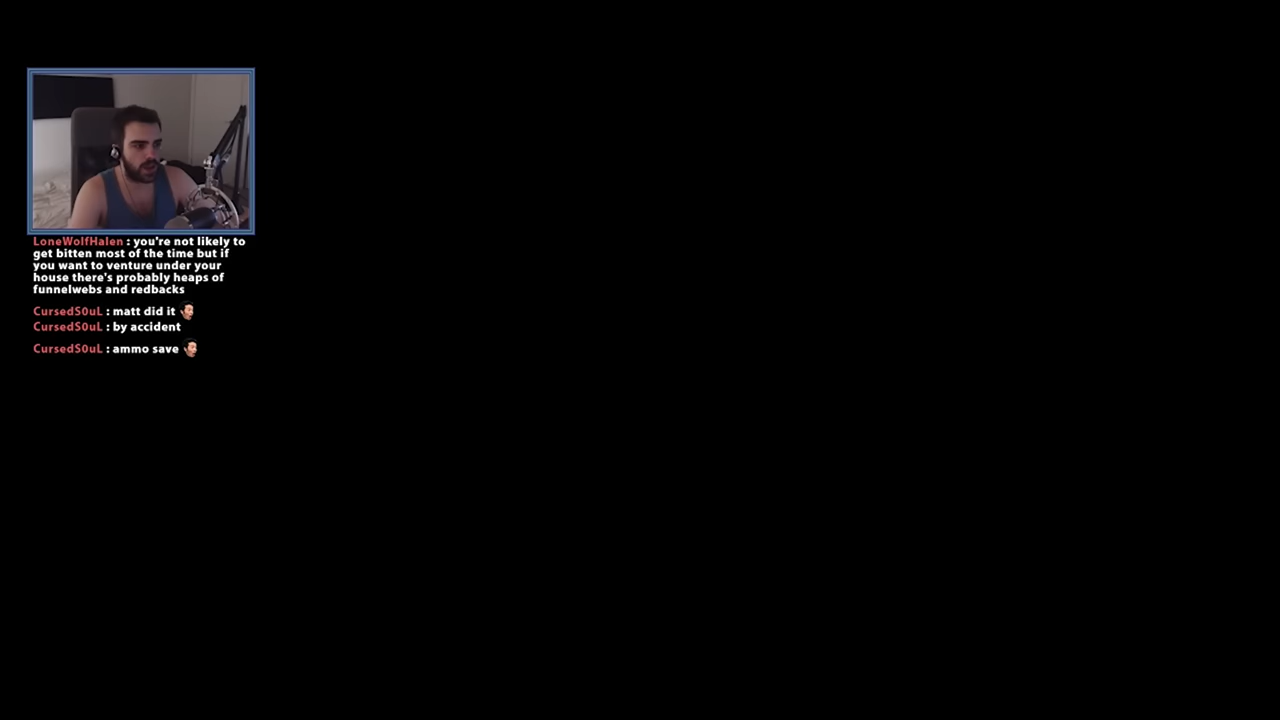 LoneWolfHalen : you're not likely to
get bitten most of the time but if
you want to venture under your
house there's probably heaps of
funnelwebs and redbacks
CursedS0uL : matt did it
CursedS0uL : by accident
CursedS0uL : ammo save